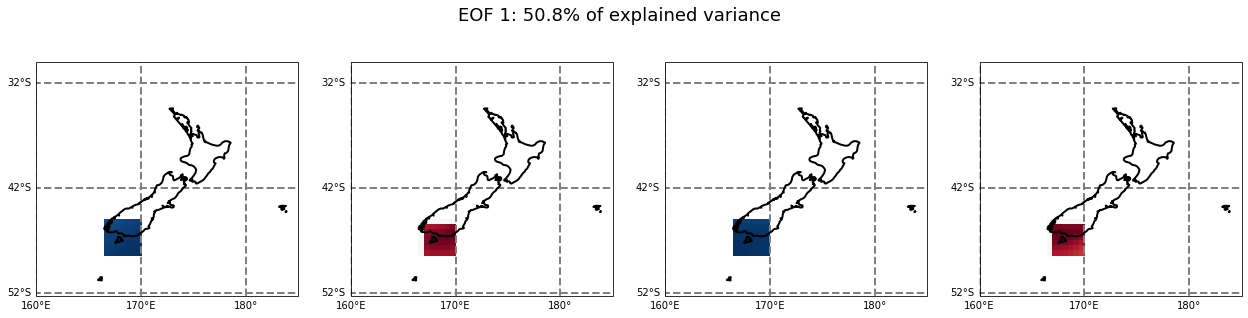 EOF 1: 50.8% of explained variance
32°S 32°S 32°S 32°S
42°S 42°S 42°S 42°S
52°S 52°S 52°S 52°S
160°E 170°E 180° 160°E 170°E 180° 160°E 170°E 180° 160°E 170°E 180°